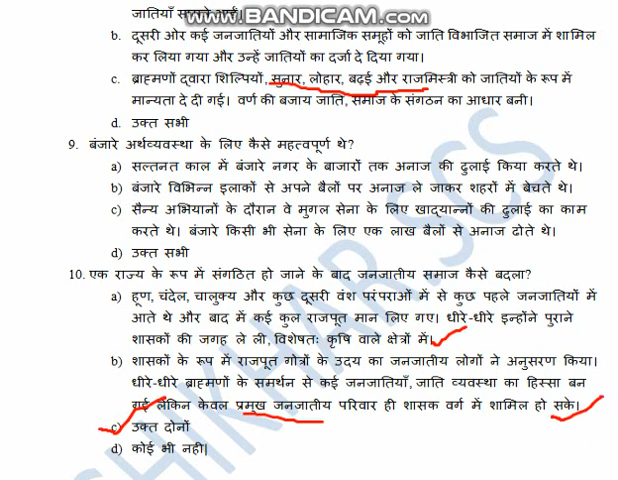 www.BANDICAM.com
b. दूसरी ओर कई जनजातियों और सामाजिक समूहों को जाति विभाजित समाज में शामिल
कर लिया गया और उन्हें जातियों का दर्जा दे दिया गया।
c. ब्राह्मणों द्वारा शिल्पियों, सुनार, लोहार, बढ़ई और राजमिस्त्री को जातियों के रूप में
मान्यता दे दी गई। वर्ण की बजाय जाति, समाज के संगठन का आधार बनी।
d. उक्त सभी
9. बंजारे अर्थव्यवस्था के लिए कैसे महत्वपूर्ण थे?
a) सल्तनत काल में बंजारे नगर के बाजारों तक अनाज की ढुलाई किया करते थे।
b) बंजारे विभिन्न इलाकों से अपने बैलों पर अनाज ले जाकर शहरों में बेचते थे।
c) सैन्य अभियानों के दौरान वे मुगल सेना के लिए खाद्यान्नों की ढुलाई का काम
करते थे। बंजारे किसी भी सेना के लिए एक लाख बैलों से अनाज ढोते थे।
d) उक्त सभी
10. एक राज्य के रूप में संगठित हो जाने के बाद जनजातीय समाज कैसे बदला?
a) हूण, चंदेल, चालुक्य और कुछ दूसरी वंश परंपराओं में से कुछ पहले जनजातियों में
आते थे और बाद में कई कुल राजपूत मान लिए गए। धीरे-धीरे इन्होंने पुराने
शासकों की जगह ले ली, विशेषतः कृषि वाले क्षेत्रों में।
b) शासकों के रूप में राजपूत गोत्रों के उदय का जनजातीय लोगों ने अनुसरण किया।
धीरे-धीरे ब्राह्मणों के समर्थन से कई जनजातियाँ, जाति व्यवस्था का हिस्सा बन
गई लेकिन केवल प्रमुख जनजातीय परिवार ही शासक वर्ग में शामिल हो सके।
c) उक्त दोनों
d) कोई भी नही|
SHIKHAR.SCS